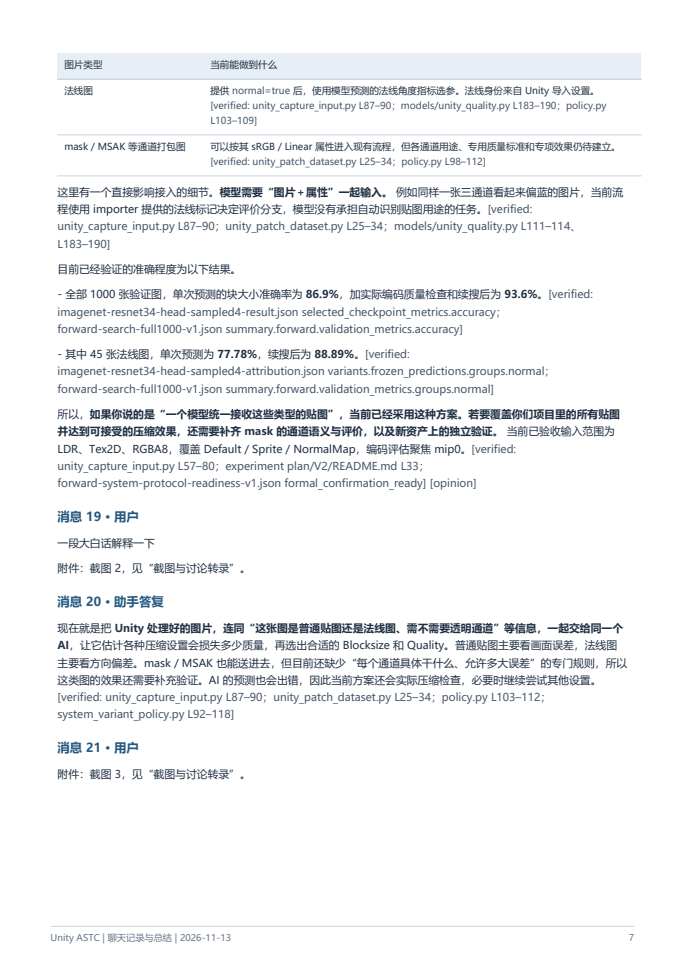 图片类型 当前能做到什么
法线图 提供 normal=true 后，使用模型预测的法线角度指标选参。法线身份来自 Unity 导入设置。
[verified: unity_capture_input.py L87–90；models/unity_quality.py L183–190；policy.py
L103–109]
mask / MSAK 等通道打包图 可以按其 sRGB / Linear 属性进入现有流程，但各通道用途、专用质量标准和专项效果仍待建立。
[verified: unity_patch_dataset.py L25–34；policy.py L98–112]
这里有一个直接影响接入的细节。模型需要“图片+属性”一起输入。 例如同样一张三通道看起来偏蓝的图片，当前流
程使用 importer 提供的法线标记决定评价分支，模型没有承担自动识别贴图用途的任务。[verified:
unity_capture_input.py L87–90；unity_patch_dataset.py L25–34；models/unity_quality.py L111–114、
L183–190]
目前已经验证的准确程度为以下结果。
- 全部 1000 张验证图，单次预测的块大小准确率为 86.9%，加实际编码质量检查和续搜后为 93.6%。[verified:
imagenet-resnet34-head-sampled4-result.json selected_checkpoint_metrics.accuracy;
forward-search-full1000-v1.json summary.forward.validation_metrics.accuracy]
- 其中 45 张法线图，单次预测为 77.78%，续搜后为 88.89%。[verified:
imagenet-resnet34-head-sampled4-attribution.json variants.frozen_predictions.groups.normal；
forward-search-full1000-v1.json summary.forward.validation_metrics.groups.normal]
所以，如果你说的是“一个模型统一接收这些类型的贴图”，当前已经采用这种方案。若要覆盖你们项目里的所有贴图
并达到可接受的压缩效果，还需要补齐 mask 的通道语义与评价，以及新资产上的独立验证。 当前已验收输入范围为
LDR、Tex2D、RGBA8，覆盖 Default / Sprite / NormalMap，编码评估聚焦 mip0。[verified:
unity_capture_input.py L57–80；experiment plan/V2/README.md L33；
forward-system-protocol-readiness-v1.json formal_confirmation_ready] [opinion]
消息 19 • 用户
一段大白话解释一下
附件：截图 2，见“截图与讨论转录”。
消息 20 • 助手答复
现在就是把 Unity 处理好的图片，连同“这张图是普通贴图还是法线图、需不需要透明通道”等信息，一起交给同一个
AI，让它估计各种压缩设置会损失多少质量，再选出合适的 Blocksize 和 Quality。普通贴图主要看画面误差，法线图
主要看方向偏差。mask / MSAK 也能送进去，但目前还缺少“每个通道具体干什么、允许多大误差”的专门规则，所以
这类图的效果还需要补充验证。AI 的预测也会出错，因此当前方案还会实际压缩检查，必要时继续尝试其他设置。
[verified: unity_capture_input.py L87–90；unity_patch_dataset.py L25–34；policy.py L103–112；
system_variant_policy.py L92–118]
消息 21 • 用户
附件：截图 3，见“截图与讨论转录”。
Unity ASTC | 聊天记录与总结 | 2026-11-13 7